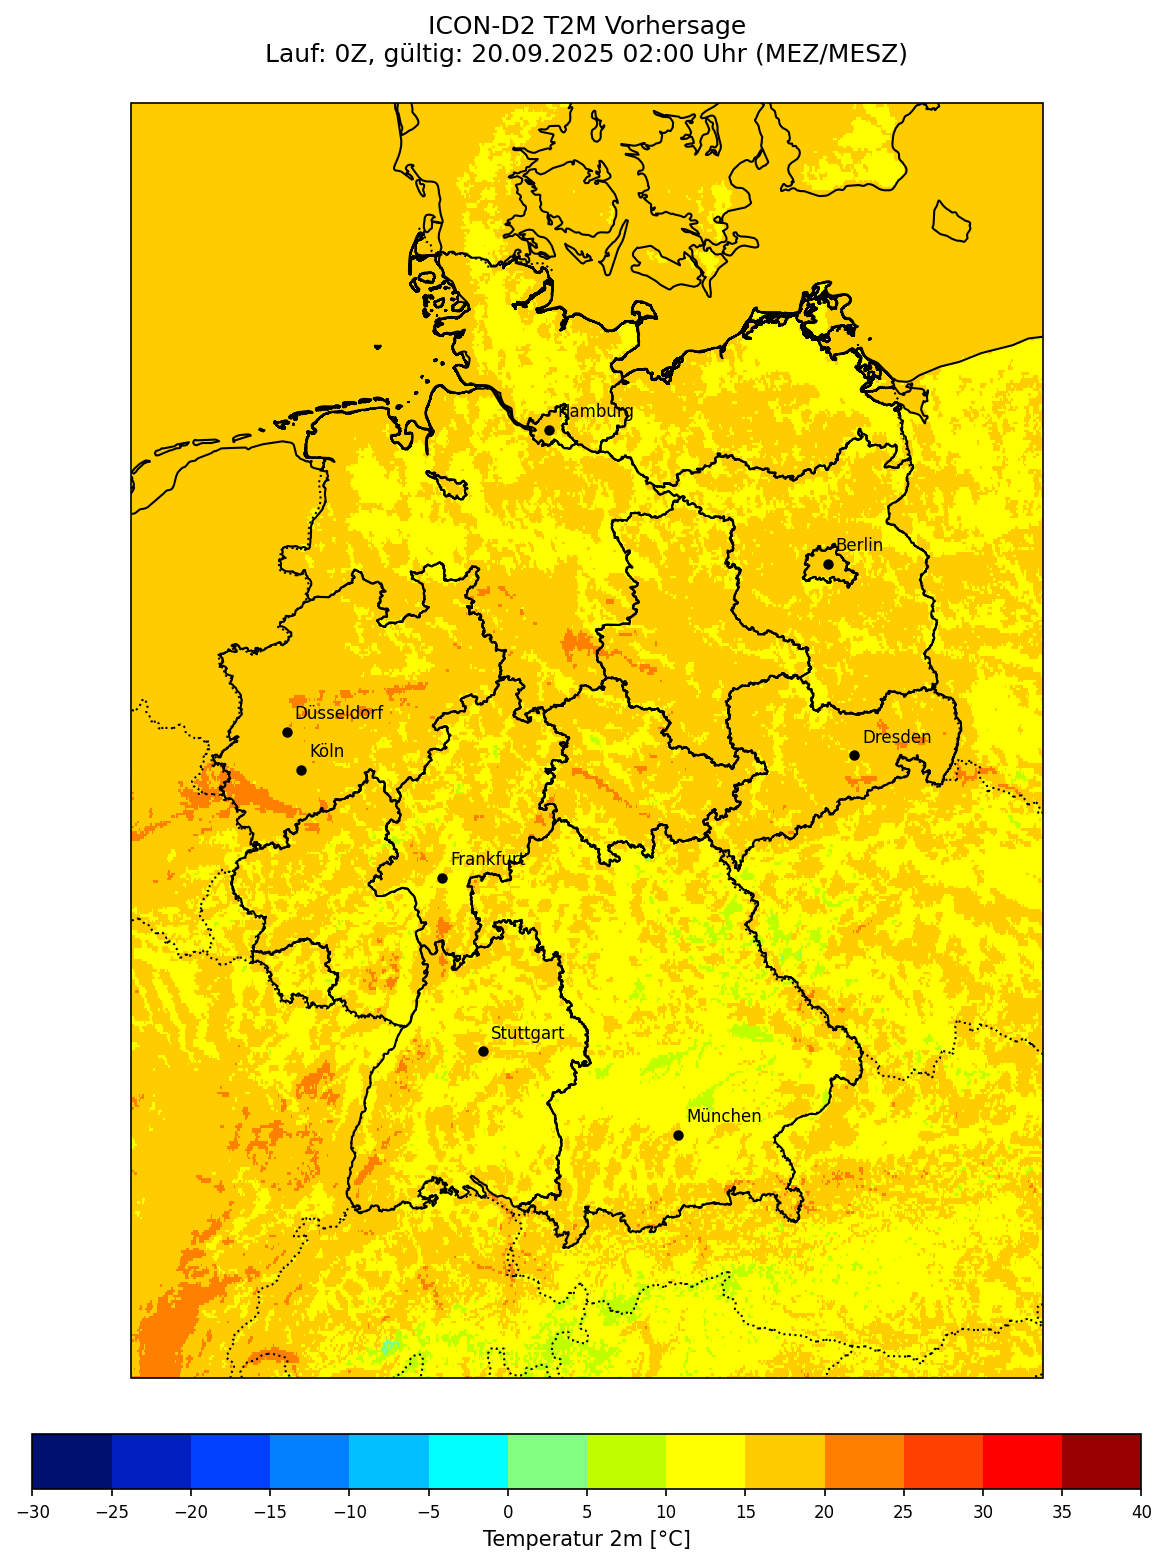 ICON-D2 T2M Vorhersage
Lauf: 0Z, gültig: 20.09.2025 02:00 Uhr (MEZ/MESZ)
Hamburg
Berlin
Düsseldorf
Dresden
Köln
Frankfurt
Stuttgart
München
−30 −25 −20 −15 −10 −5 0 5 10 15 20 25 30 35 40
Temperatur 2m [°C]